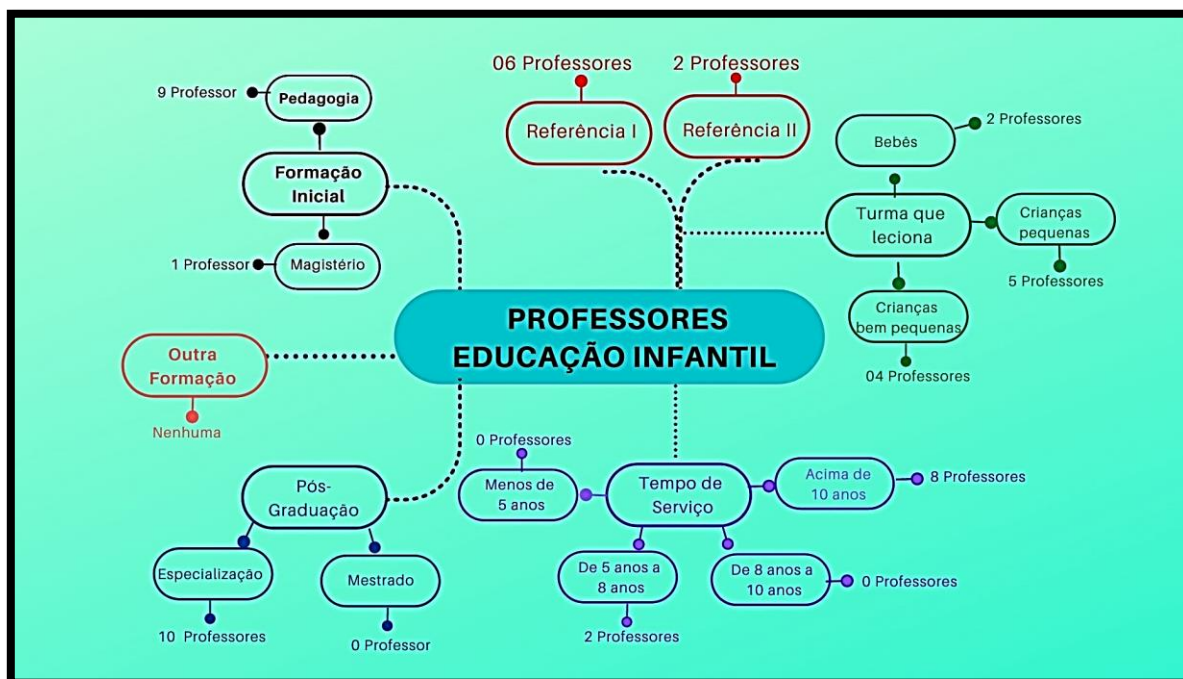 PROFESSORES
EDUCAÇÃO INFANTIL
Formação
Inicial
Pedagogia
9 Professor
Magistério
1 Professor
Referência I
06 Professores
Referência II
2 Professores
Turma que
leciona
Bebês
2 Professores
Crianças
pequenas
5 Professores
Crianças
bem pequenas
04 Professores
Outra
Formação
Nenhuma
Pós-
Graduação
Especialização
10 Professores
Mestrado
0 Professor
Tempo de
Serviço
0 Professores
Menos de
5 anos
De 5 anos a
8 anos
2 Professores
De 8 anos a
10 anos
0 Professores
Acima de
10 anos
8 Professores